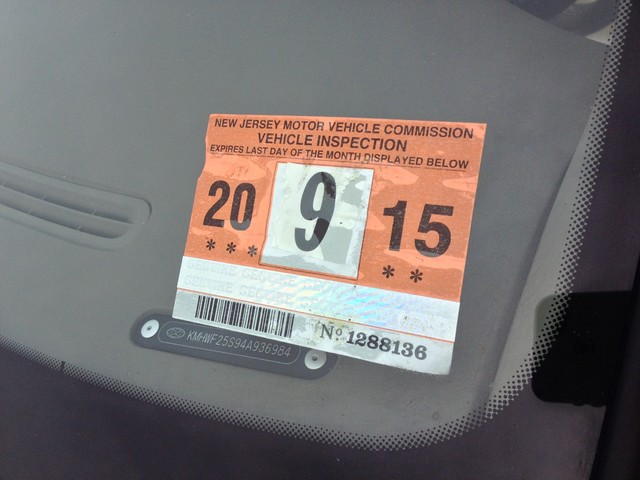 NEW JERSEY MOTOR VEHICLE COMMISSION
VEHICLE INSPECTION
EXPIRES LAST DAY OF THE MONTH DISPLAYED BELOW
20 9 15
*** **
Nº 1288136
KMHWF25S94A936984